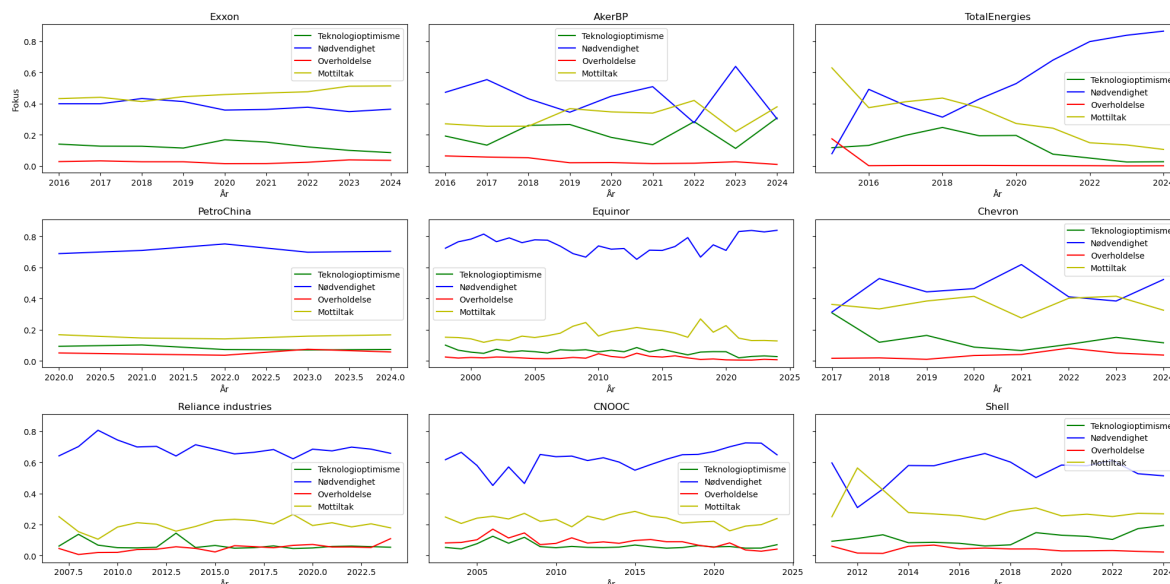 Exxon
AkerBP
TotalEnergies
Fokus
0.8
0.6
0.4
0.2
0.0
Teknologioptimisme
Nødvendighet
Overholdelse
Mottiltak
Teknologioptimisme
Nødvendighet
Overholdelse
Mottiltak
Teknologioptimisme
Nødvendighet
Overholdelse
Mottiltak
2016 2017 2018 2019 2020 2021 2022 2023 2024
2016 2017 2018 2019 2020 2021 2022 2023 2024
2016 2018 2020 2022 2024
År
År
År
PetroChina
Equinor
Chevron
0.8
0.6
0.4
0.2
0.0
Teknologioptimisme
Nødvendighet
Overholdelse
Mottiltak
Teknologioptimisme
Nødvendighet
Overholdelse
Mottiltak
Teknologioptimisme
Nødvendighet
Overholdelse
Mottiltak
2020.0 2020.5 2021.0 2021.5 2022.0 2022.5 2023.0 2023.5 2024.0
2000 2005 2010 2015 2020 2025
2017 2018 2019 2020 2021 2022 2023 2024
År
År
År
Reliance industries
CNOOC
Shell
0.8
0.6
0.4
0.2
0.0
Teknologioptimisme
Nødvendighet
Overholdelse
Mottiltak
Teknologioptimisme
Nødvendighet
Overholdelse
Mottiltak
Teknologioptimisme
Nødvendighet
Overholdelse
Mottiltak
2007.5 2010.0 2012.5 2015.0 2017.5 2020.0 2022.5
2005 2010 2015 2020 2025
2012 2014 2016 2018 2020 2022 2024
År
År
År